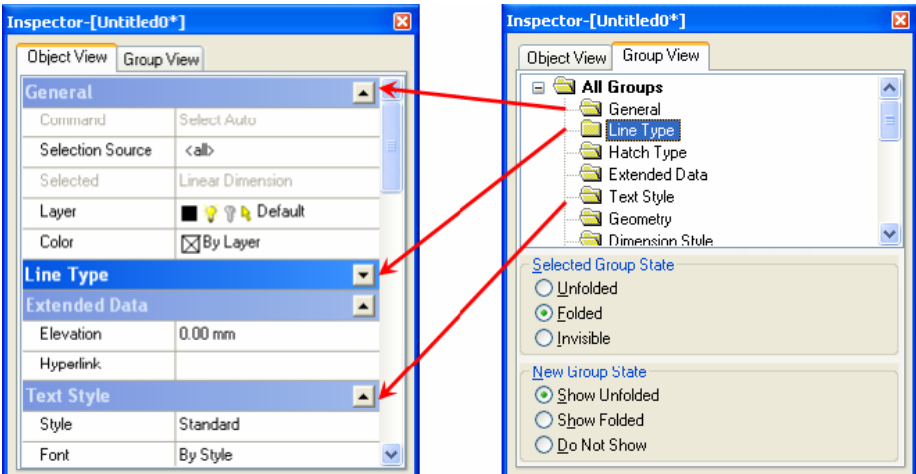 Inspector-[Untitled0*]
Object View Group View
General
Command Select Auto
Selection Source <all>
Selected Linear Dimension
Layer Default
Color By Layer
Line Type
Extended Data
Elevation 0.00 mm
Hyperlink
Text Style
Style Standard
Font By Style
Inspector-[Untitled0*]
Object View Group View
All Groups
General
Line Type
Hatch Type
Extended Data
Text Style
Geometry
Dimension Style
Selected Group State
Unfolded
Folded
Invisible
New Group State
Show Unfolded
Show Folded
Do Not Show